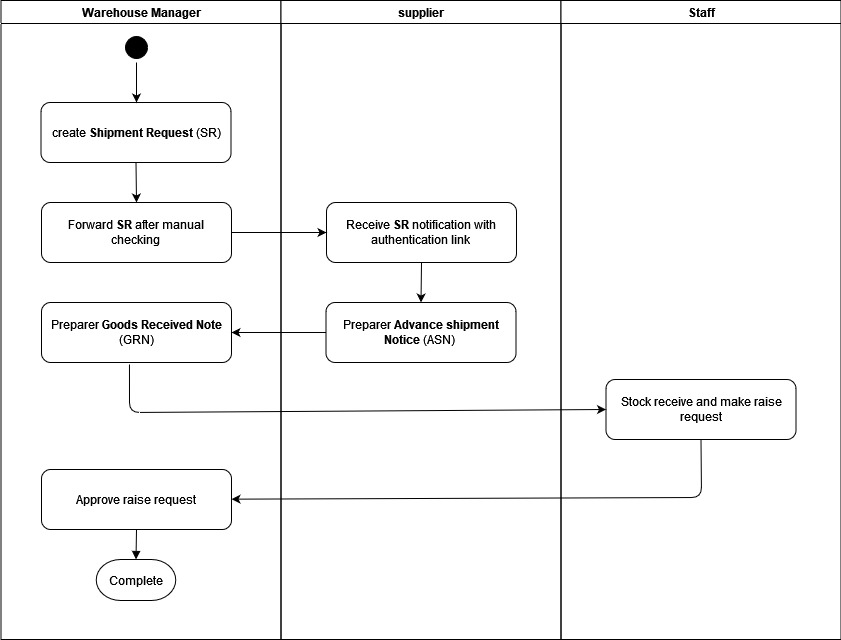 Warehouse Manager
supplier
Staff
create Shipment Request (SR)
Forward SR after manual
checking
Receive SR notification with
authentication link
Preparer Goods Received Note
(GRN)
Preparer Advance shipment
Notice (ASN)
Stock receive and make raise
request
Approve raise request
Complete